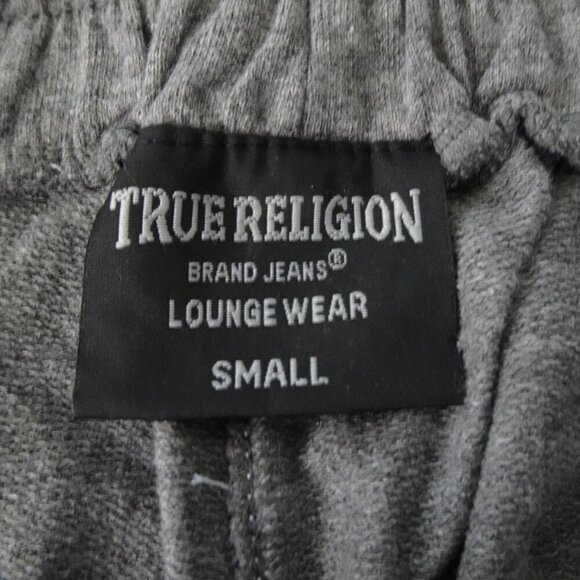 TRUE RELIGION
BRAND JEANS®
LOUNGE WEAR
SMALL